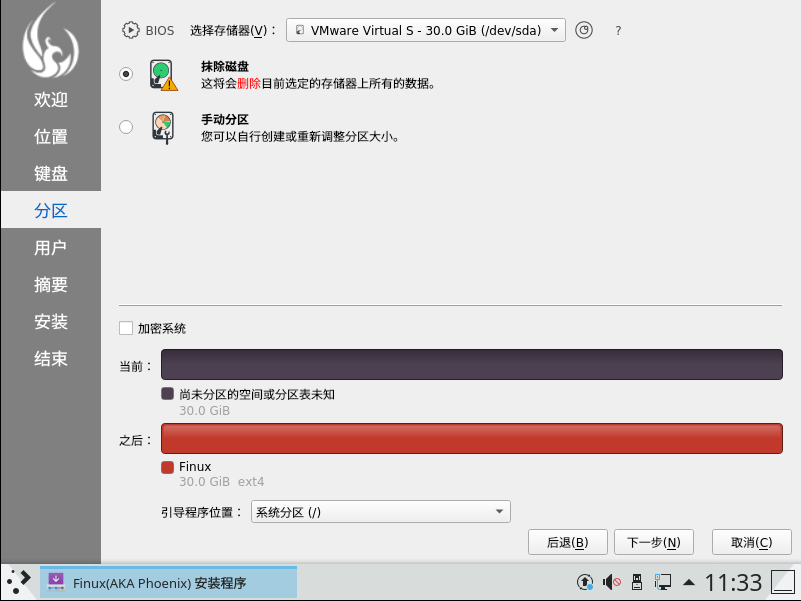 BIOS 选择存储器(V)： VMware Virtual S - 30.0 GiB (/dev/sda) ?
抹除磁盘
这将会删除目前选定的存储器上所有的数据。
手动分区
您可以自行创建或重新调整分区大小。
欢迎
位置
键盘
分区
用户
摘要
安装
结束
加密系统
当前：
尚未分区的空间或分区表未知
30.0 GiB
之后：
Finux
30.0 GiB ext4
引导程序位置： 系统分区 (/)
后退(B) 下一步(N) 取消(C)
Finux(AKA Phoenix) 安装程序 11:33